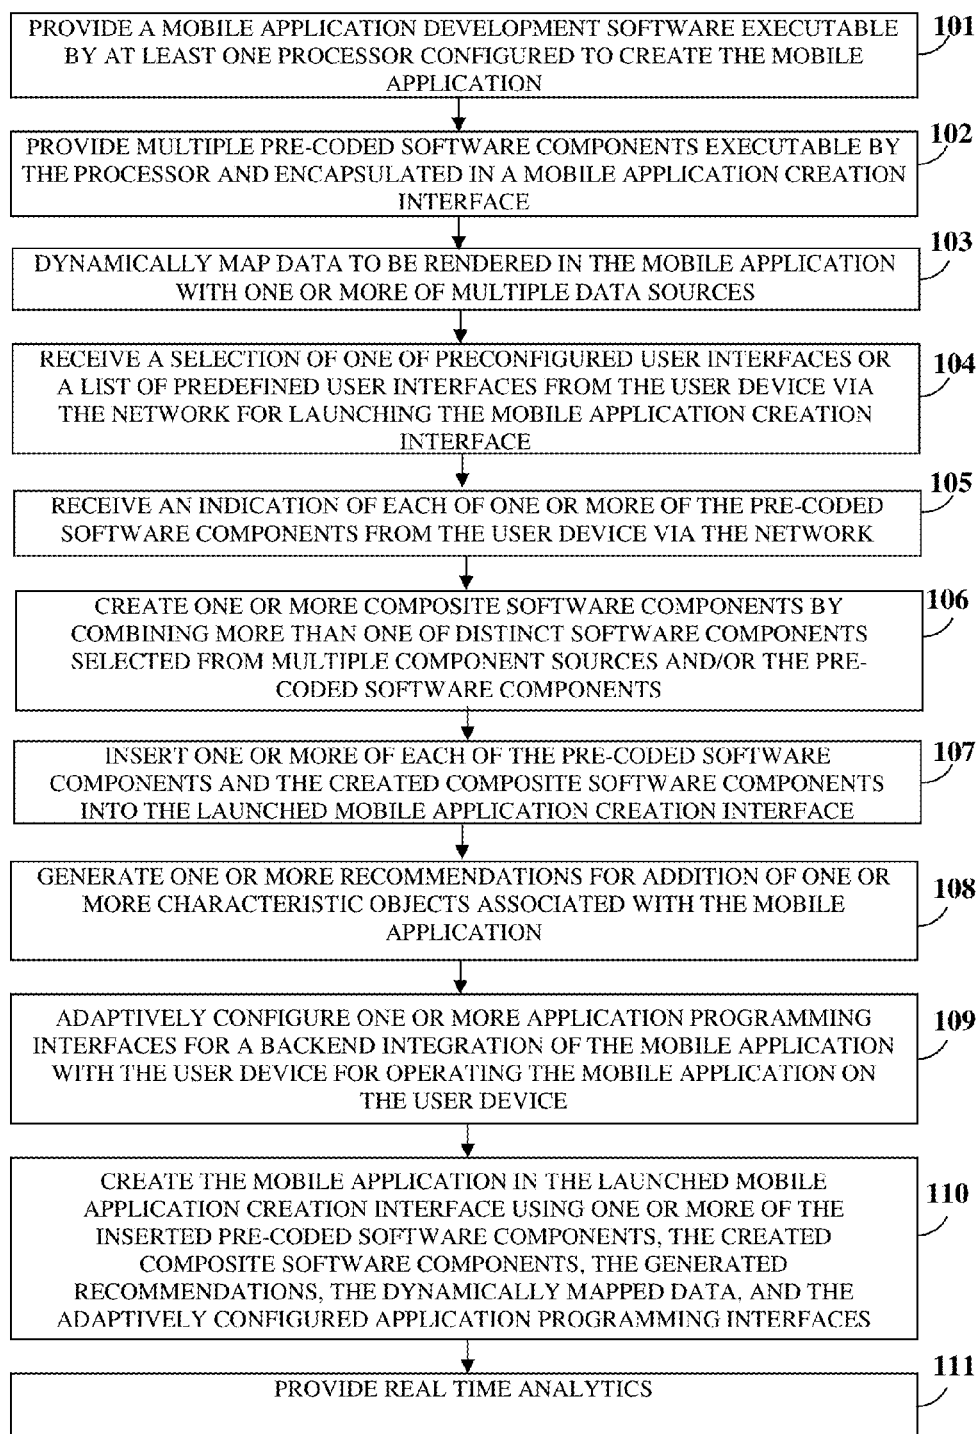 PROVIDE A MOBILE APPLICATION DEVELOPMENT SOFTWARE EXECUTABLE
BY AT LEAST ONE PROCESSOR CONFIGURED TO CREATE THE MOBILE
APPLICATION
101
PROVIDE MULTIPLE PRE-CODED SOFTWARE COMPONENTS EXECUTABLE BY
THE PROCESSOR AND ENCAPSULATED IN A MOBILE APPLICATION CREATION
INTERFACE
102
DYNAMICALLY MAP DATA TO BE RENDERED IN THE MOBILE APPLICATION
WITH ONE OR MORE OF MULTIPLE DATA SOURCES
103
RECEIVE A SELECTION OF ONE OF PRECONFIGURED USER INTERFACES OR
A LIST OF PREDEFINED USER INTERFACES FROM THE USER DEVICE VIA
THE NETWORK FOR LAUNCHING THE MOBILE APPLICATION CREATION
INTERFACE
104
RECEIVE AN INDICATION OF EACH OF ONE OR MORE OF THE PRE-CODED
SOFTWARE COMPONENTS FROM THE USER DEVICE VIA THE NETWORK
105
CREATE ONE OR MORE COMPOSITE SOFTWARE COMPONENTS BY
COMBINING MORE THAN ONE OF DISTINCT SOFTWARE COMPONENTS
SELECTED FROM MULTIPLE COMPONENT SOURCES AND/OR THE PRE-
CODED SOFTWARE COMPONENTS
106
INSERT ONE OR MORE OF EACH OF THE PRE-CODED SOFTWARE
COMPONENTS AND THE CREATED COMPOSITE SOFTWARE COMPONENTS
INTO THE LAUNCHED MOBILE APPLICATION CREATION INTERFACE
107
GENERATE ONE OR MORE RECOMMENDATIONS FOR ADDITION OF ONE OR
MORE CHARACTERISTIC OBJECTS ASSOCIATED WITH THE MOBILE
APPLICATION
108
ADAPTIVELY CONFIGURE ONE OR MORE APPLICATION PROGRAMMING
INTERFACES FOR A BACKEND INTEGRATION OF THE MOBILE APPLICATION
WITH THE USER DEVICE FOR OPERATING THE MOBILE APPLICATION ON
THE USER DEVICE
109
CREATE THE MOBILE APPLICATION IN THE LAUNCHED MOBILE
APPLICATION CREATION INTERFACE USING ONE OR MORE OF THE
INSERTED PRE-CODED SOFTWARE COMPONENTS, THE CREATED
COMPOSITE SOFTWARE COMPONENTS, THE GENERATED
RECOMMENDATIONS, THE DYNAMICALLY MAPPED DATA, AND THE
ADAPTIVELY CONFIGURED APPLICATION PROGRAMMING INTERFACES
110
PROVIDE REAL TIME ANALYTICS
111